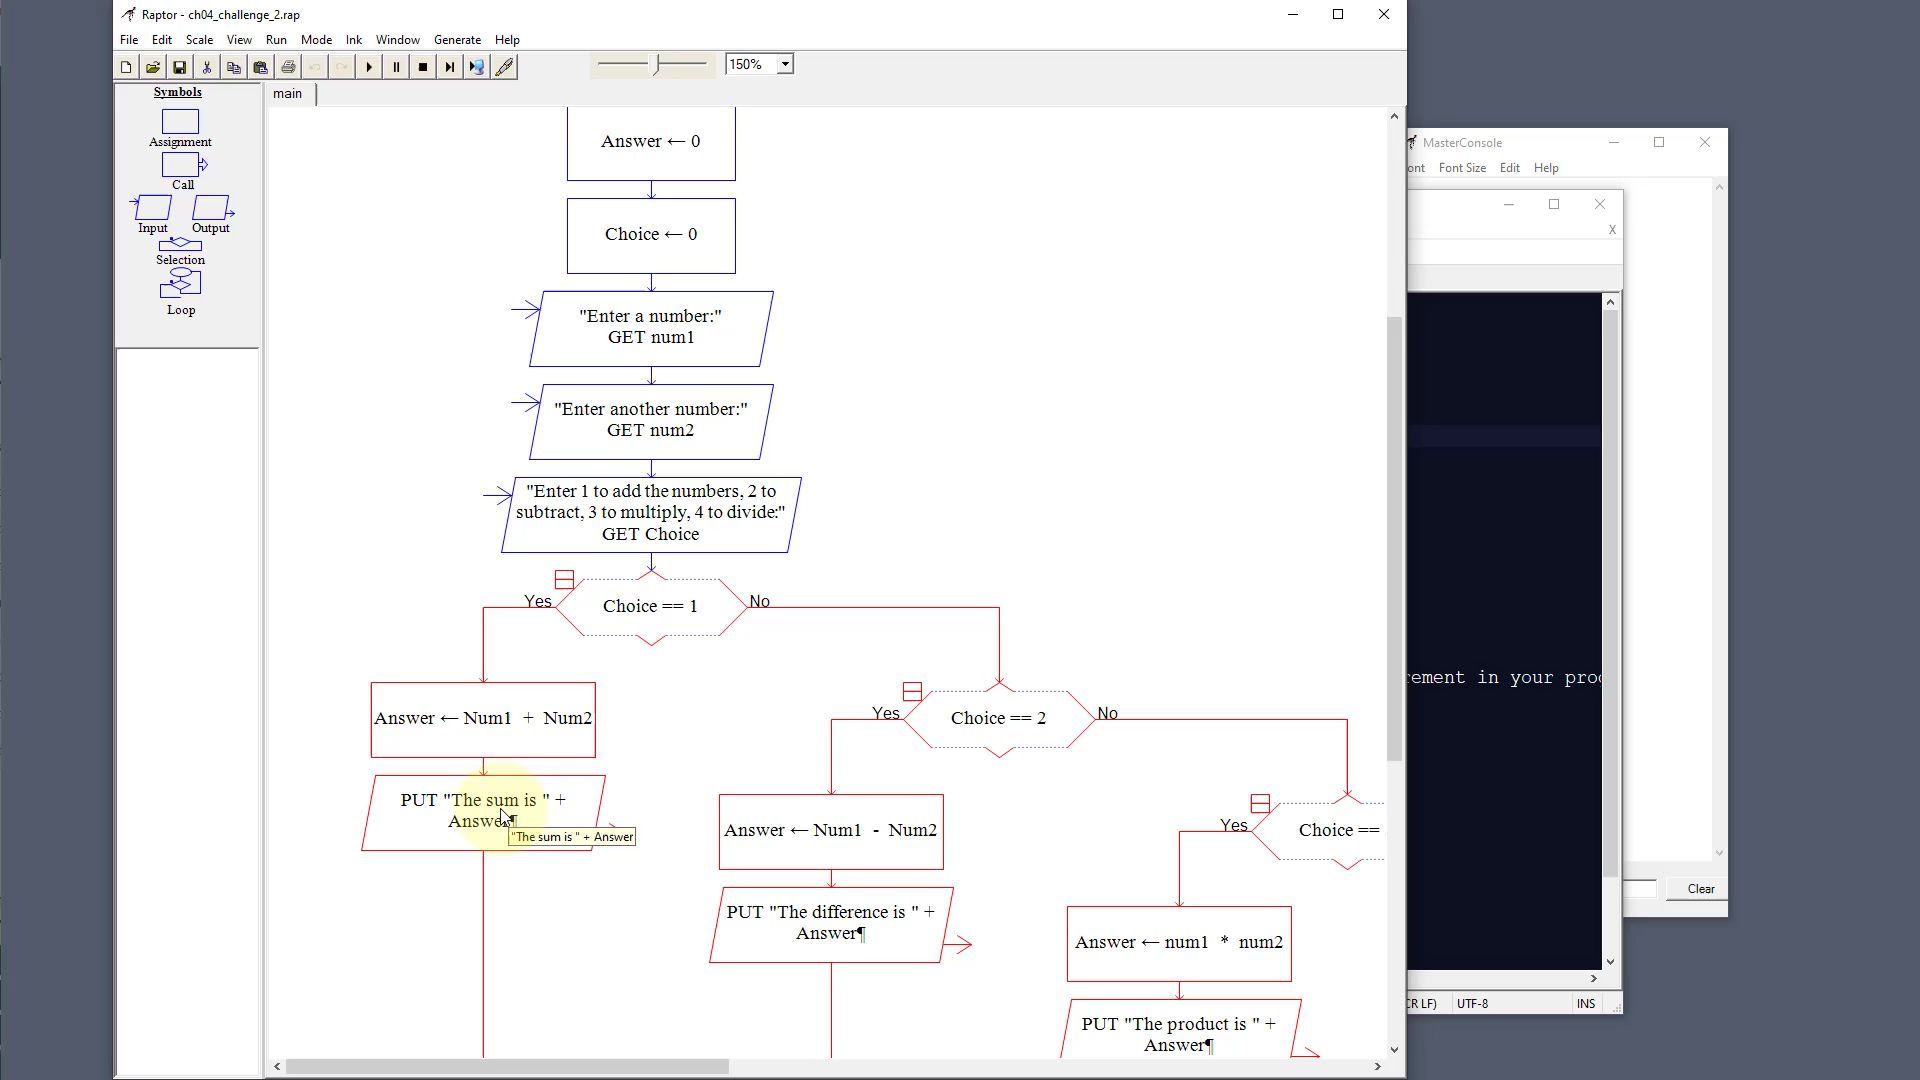 Raptor - ch04_challenge_2.rap
File Edit Scale View Run Mode Ink Window Generate Help
150%
Symbols
Assignment
Call
Input Output
Selection
Loop
main
Answer ← 0
Choice ← 0
"Enter a number:"
GET num1
"Enter another number:"
GET num2
"Enter 1 to add the numbers, 2 to
subtract, 3 to multiply, 4 to divide:"
GET Choice
Yes Choice == 1 No
Answer ← Num1 + Num2
PUT "The sum is " +
Answer¶
"The sum is " + Answer
Yes Choice == 2 No
Answer ← Num1 - Num2
PUT "The difference is " +
Answer¶
Yes Choice ==
Answer ← num1 * num2
PUT "The product is " +
Answer¶
MasterConsole
ont Font Size Edit Help
X
rement in your pro
Clear
CR LF) UTF-8 INS